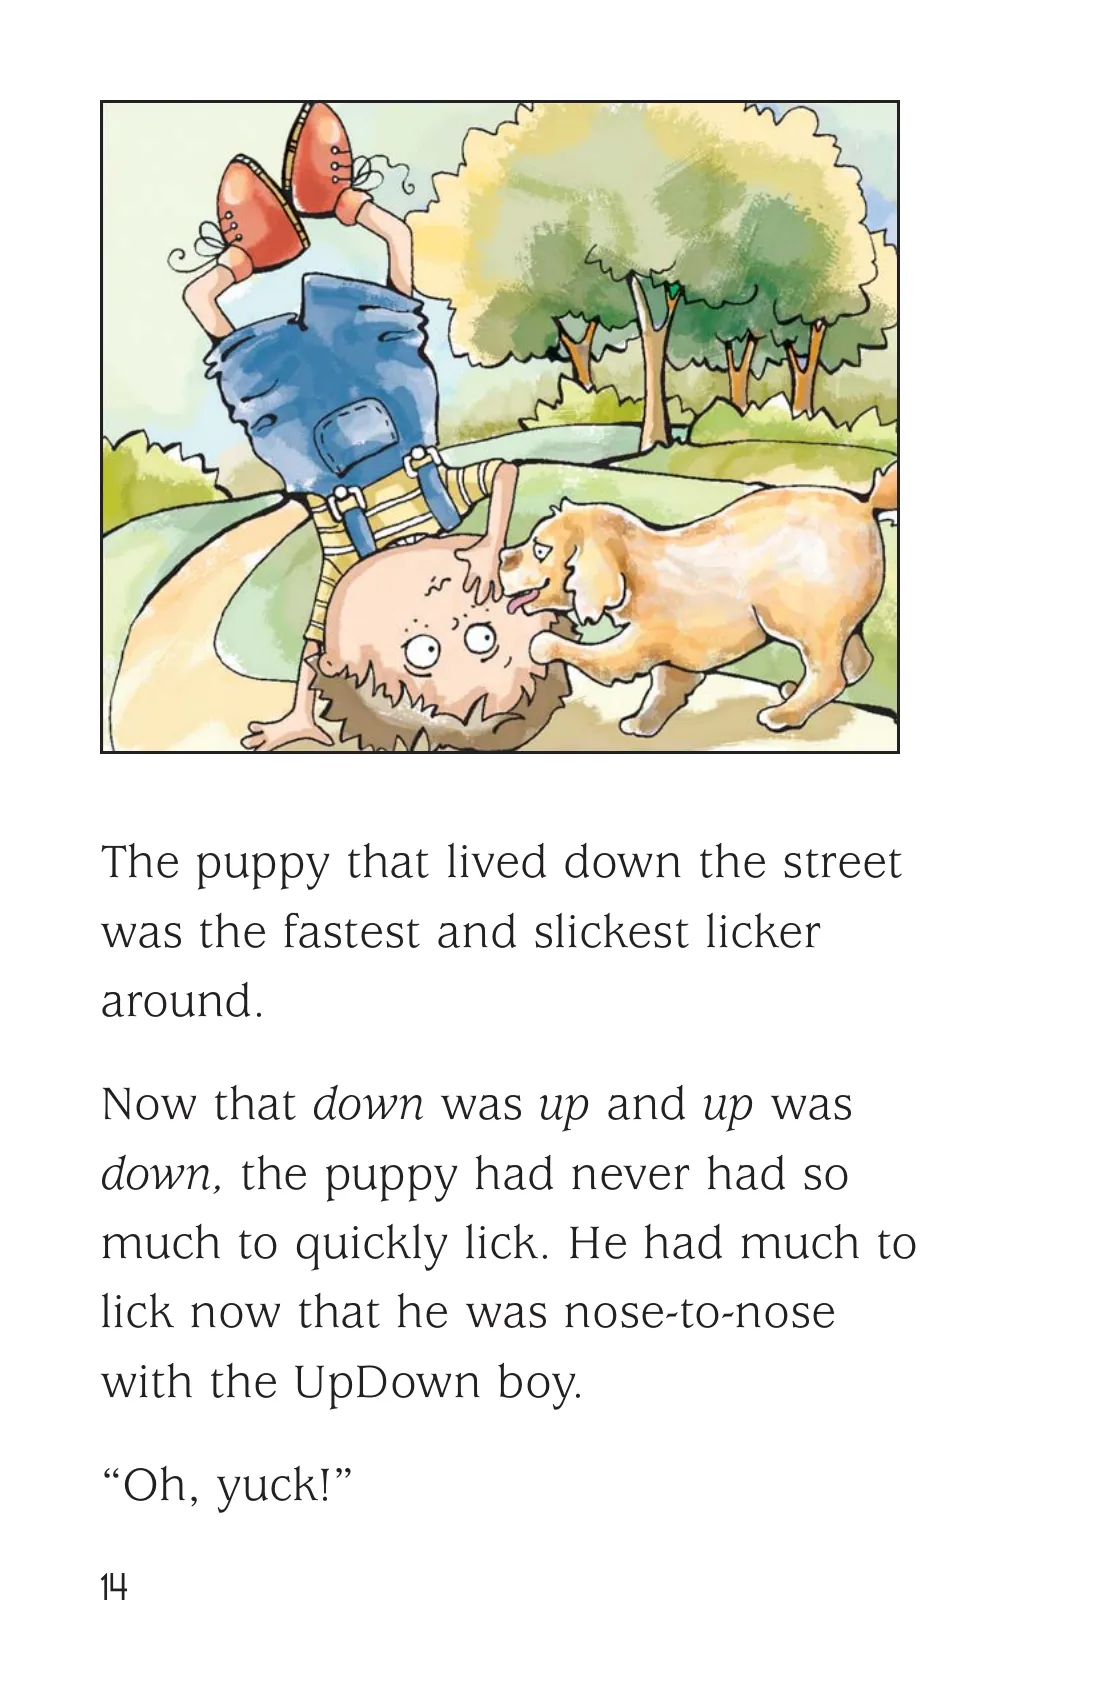 The puppy that lived down the street
was the fastest and slickest licker
around.
Now that down was up and up was
down, the puppy had never had so
much to quickly lick. He had much to
lick now that he was nose-to-nose
with the UpDown boy.
“Oh, yuck!”
14